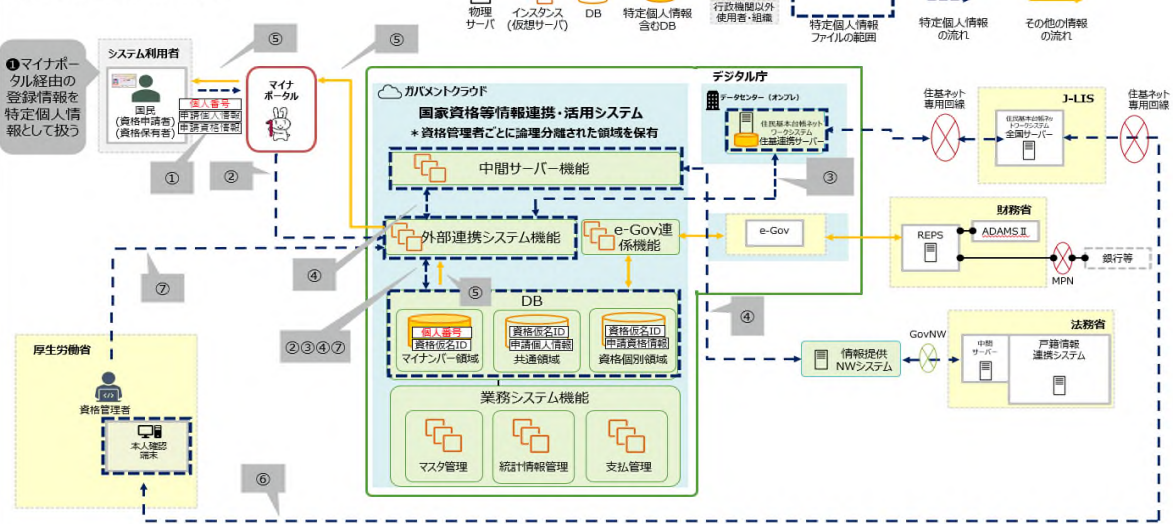 物理
サーバ
インスタンス
(仮想サーバ)
DB
特定個人情報
含むDB
行政機関以外
使用者・組織
特定個人情報
ファイルの範囲
特定個人情報
の流れ
その他の情報
の流れ
❶マイナポー
タル経由の
登録情報を
特定個人情
報として扱う
システム利用者
国民
(資格申請者)
(資格保有者)
個人番号
申請個人情報
申請資格情報
①
⑤
マイナ
ポータル
②
⑤
ガバメントクラウド
国家資格等情報連携・活用システム
＊資格管理者ごとに論理分離された領域を保有
中間サーバー機能
外部連携システム機能
e-Gov連
係機能
④
⑤
②③④⑦
DB
個人番号
資格仮名ID
マイナンバー領域
資格仮名ID
申請個人情報
共通領域
資格仮名ID
申請資格情報
資格個別領域
業務システム機能
マスタ管理
統計情報管理
支払管理
デジタル庁
データセンター（オンプレ）
住民基本台帳ネット
ワークシステム
住基連携サーバー
③
e-Gov
④
住基ネット
専用回線
J-LIS
住民基本台帳ネッ
トワークシステム
全国サーバー
住基ネット
専用回線
財務省
REPS
ADAMSⅡ
MPN
銀行等
情報提供
NWシステム
GovNW
法務省
中間
サーバー
戸籍情報
連携システム
⑦
厚生労働省
資格管理者
本人確認
端末
⑥